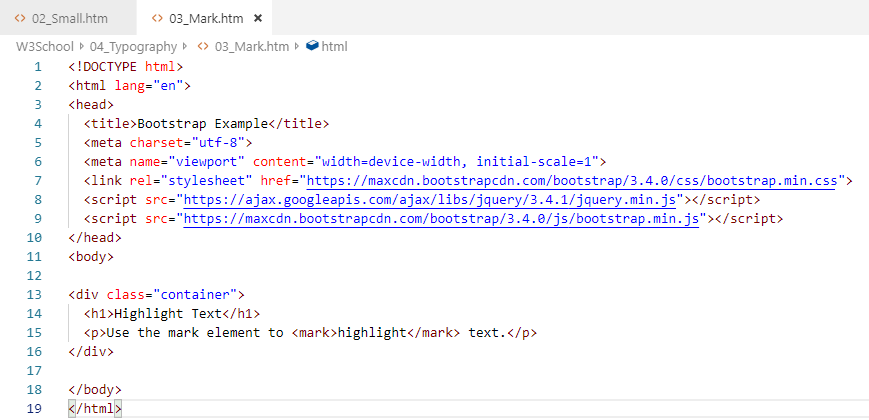 02_Small.htm 03_Mark.htm ×
W3School 04_Typography 03_Mark.htm html
1 <!DOCTYPE html>
2 <html lang="en">
3 <head>
4   <title>Bootstrap Example</title>
5   <meta charset="utf-8">
6   <meta name="viewport" content="width=device-width, initial-scale=1">
7   <link rel="stylesheet" href="https://maxcdn.bootstrapcdn.com/bootstrap/3.4.0/css/bootstrap.min.css">
8   <script src="https://ajax.googleapis.com/ajax/libs/jquery/3.4.1/jquery.min.js"></script>
9   <script src="https://maxcdn.bootstrapcdn.com/bootstrap/3.4.0/js/bootstrap.min.js"></script>
10 </head>
11 <body>
12
13 <div class="container">
14   <h1>Highlight Text</h1>
15   <p>Use the mark element to <mark>highlight</mark> text.</p>
16 </div>
17
18 </body>
19 </html>